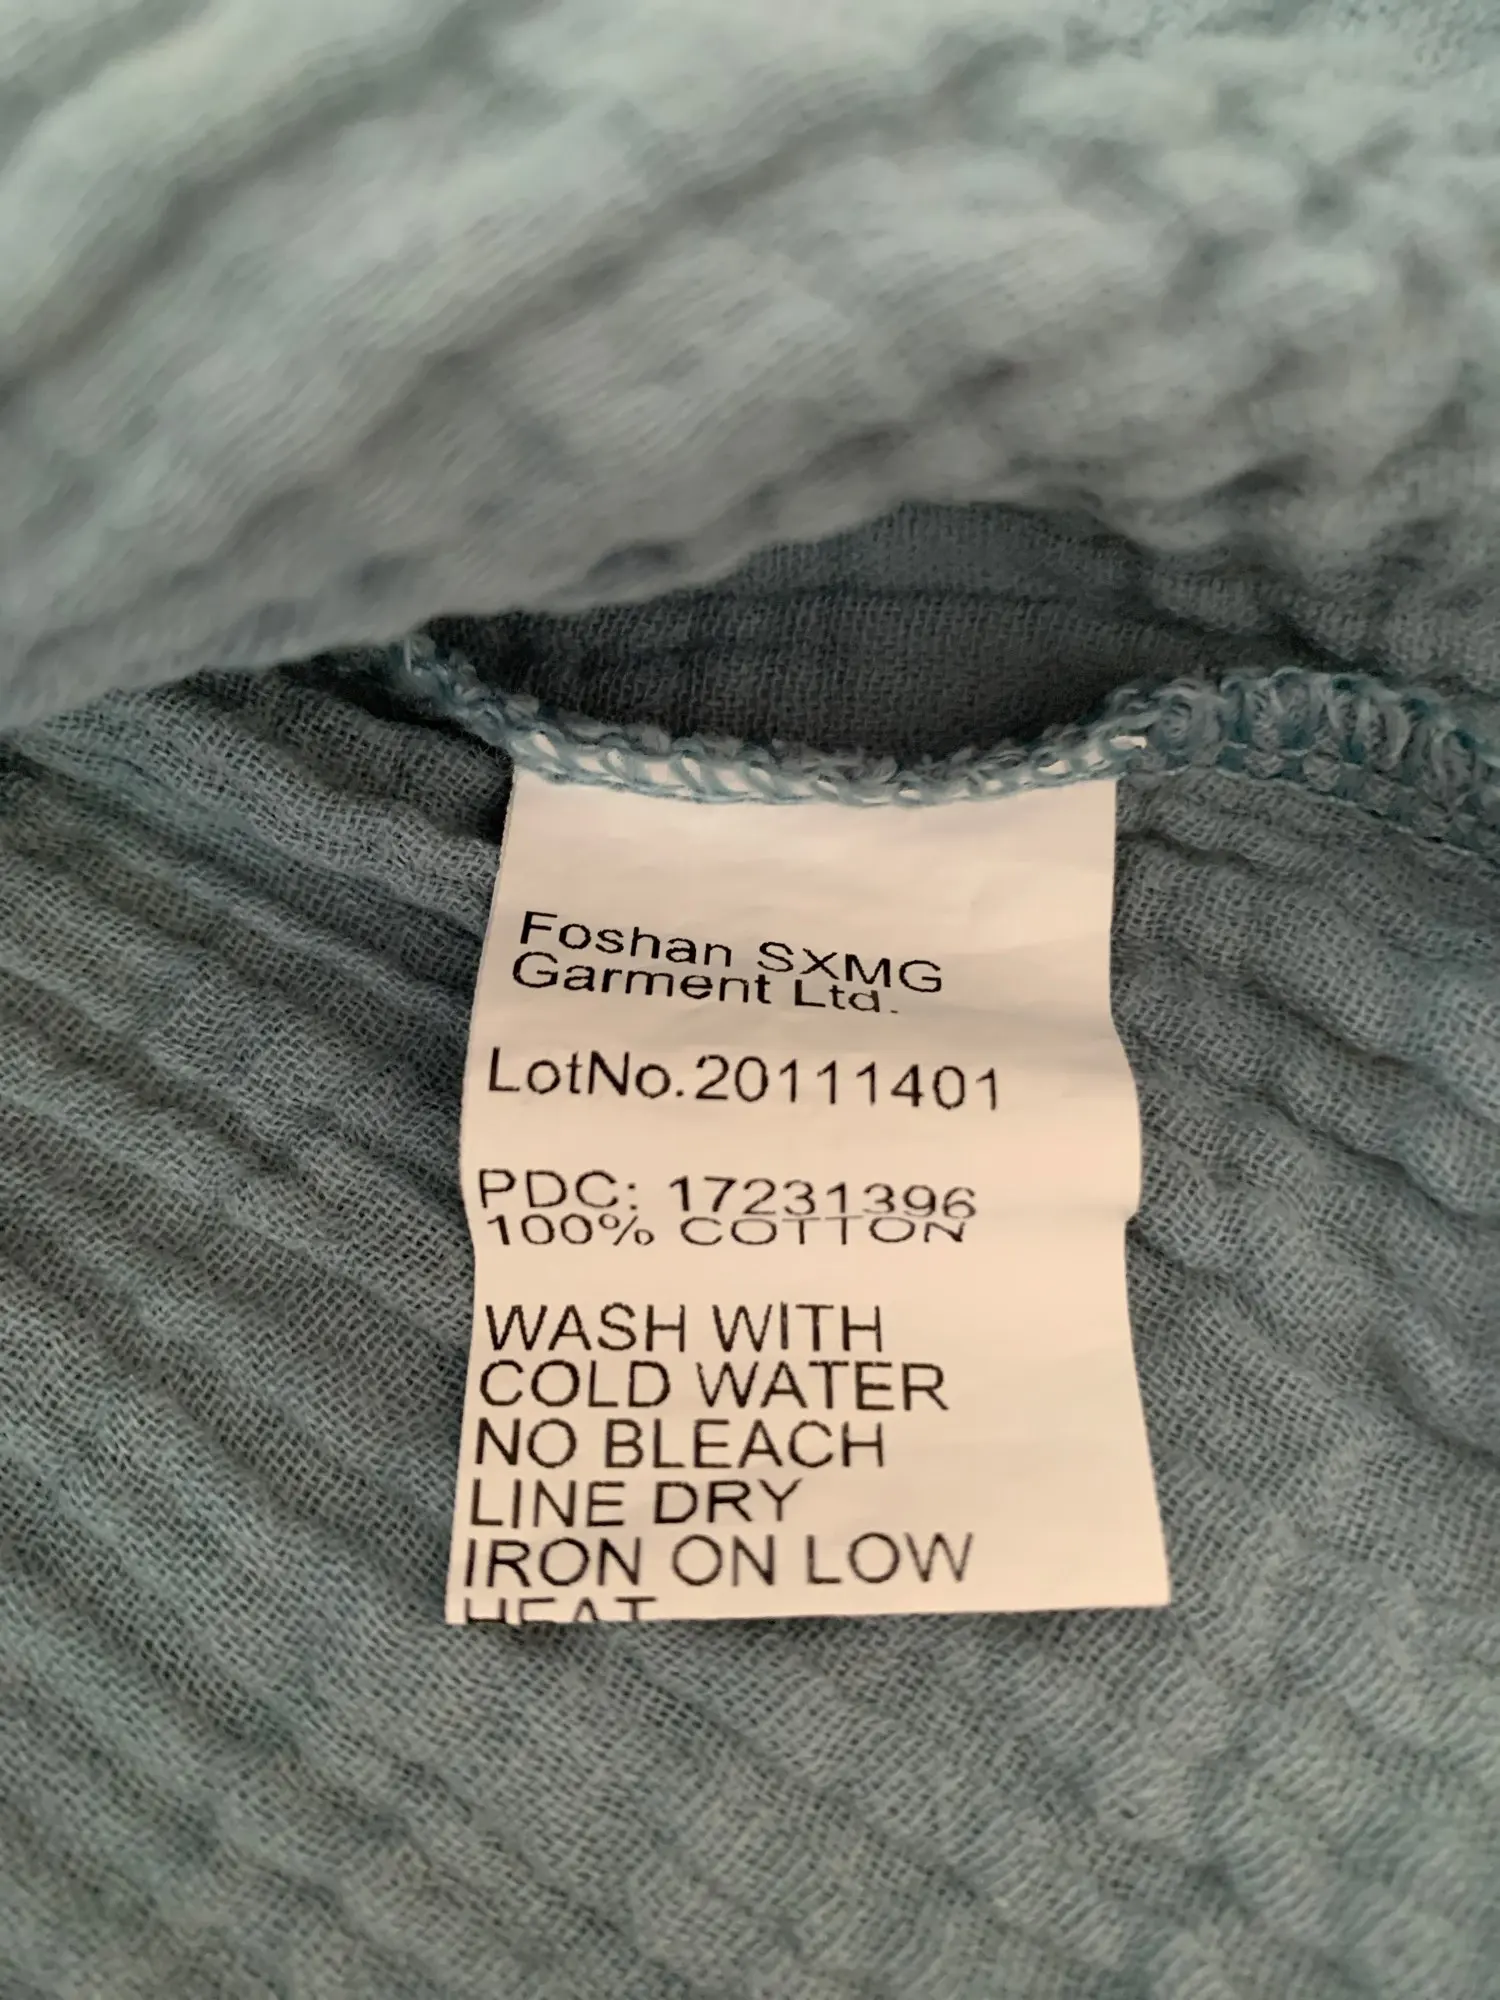 Foshan SXMG
Garment Ltd.
LotNo.20111401
PDC: 17231396
100% COTTON
WASH WITH
COLD WATER
NO BLEACH
LINE DRY
IRON ON LOW
HEAT